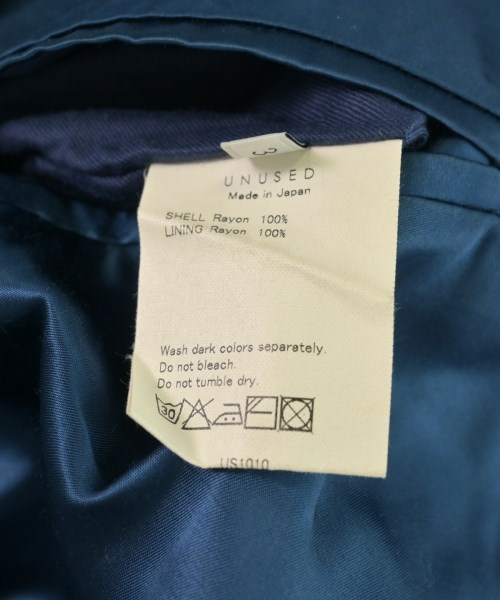 3
UNUSED
Made in Japan
SHELL Rayon 100%
LINING Rayon 100%
Wash dark colors separately.
Do not bleach.
Do not tumble dry.
30
US1010